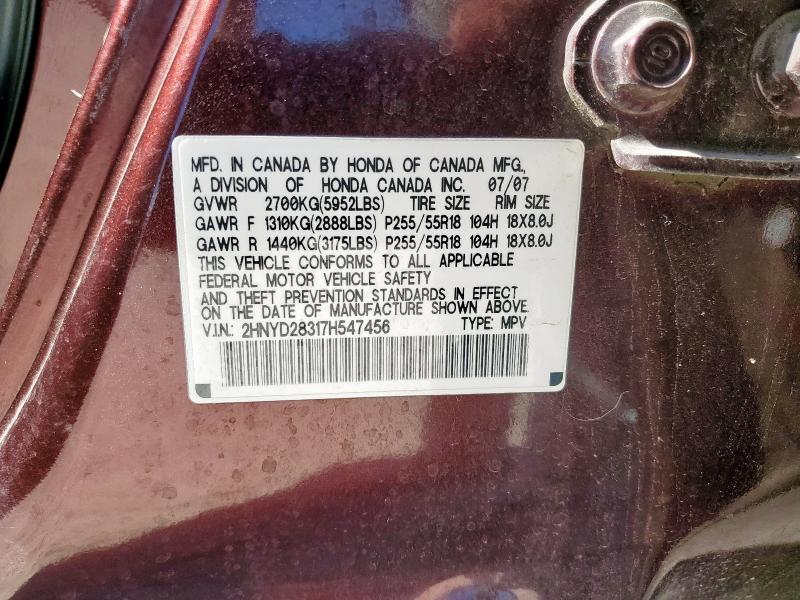 MFD. IN CANADA BY HONDA OF CANADA MFG.,
A DIVISION OF HONDA CANADA INC. 07/07
GVWR 2700KG(5952LBS) TIRE SIZE RIM SIZE
GAWR F 1310KG(2888LBS) P255/55R18 104H 18X8.0J
GAWR R 1440KG(3175LBS) P255/55R18 104H 18X8.0J
THIS VEHICLE CONFORMS TO ALL APPLICABLE
FEDERAL MOTOR VEHICLE SAFETY
AND THEFT PREVENTION STANDARDS IN EFFECT
ON THE DATE OF MANUFACTURE SHOWN ABOVE.
V.I.N.: 2HNYD28317H547456 TYPE: MPV